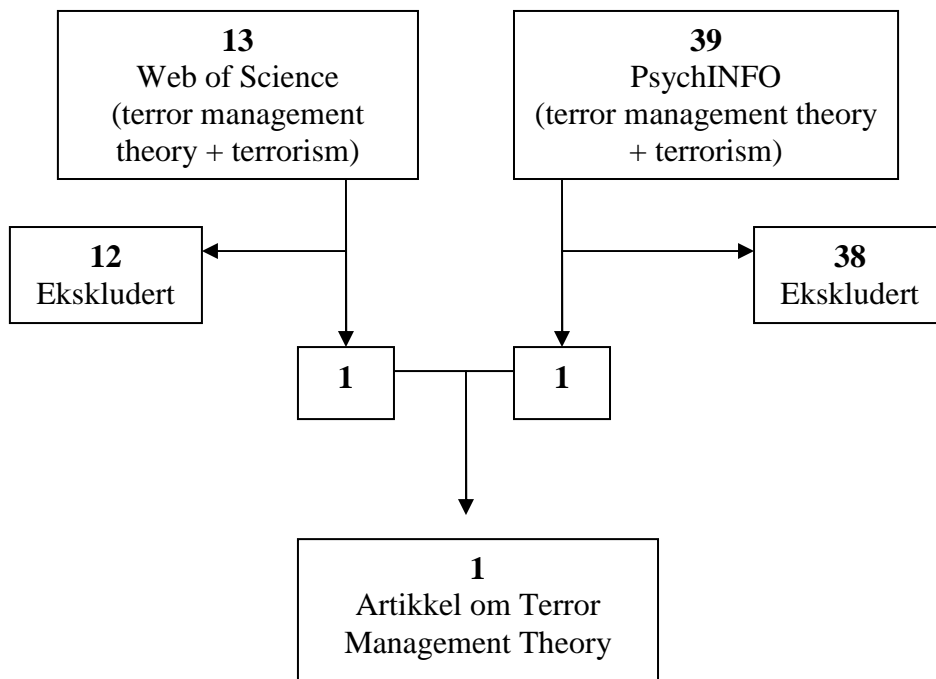 13
Web of Science
(terror management
theory + terrorism)
39
PsychINFO
(terror management theory
+ terrorism)
12
Ekskludert
38
Ekskludert
1
1
1
Artikkel om Terror
Management Theory